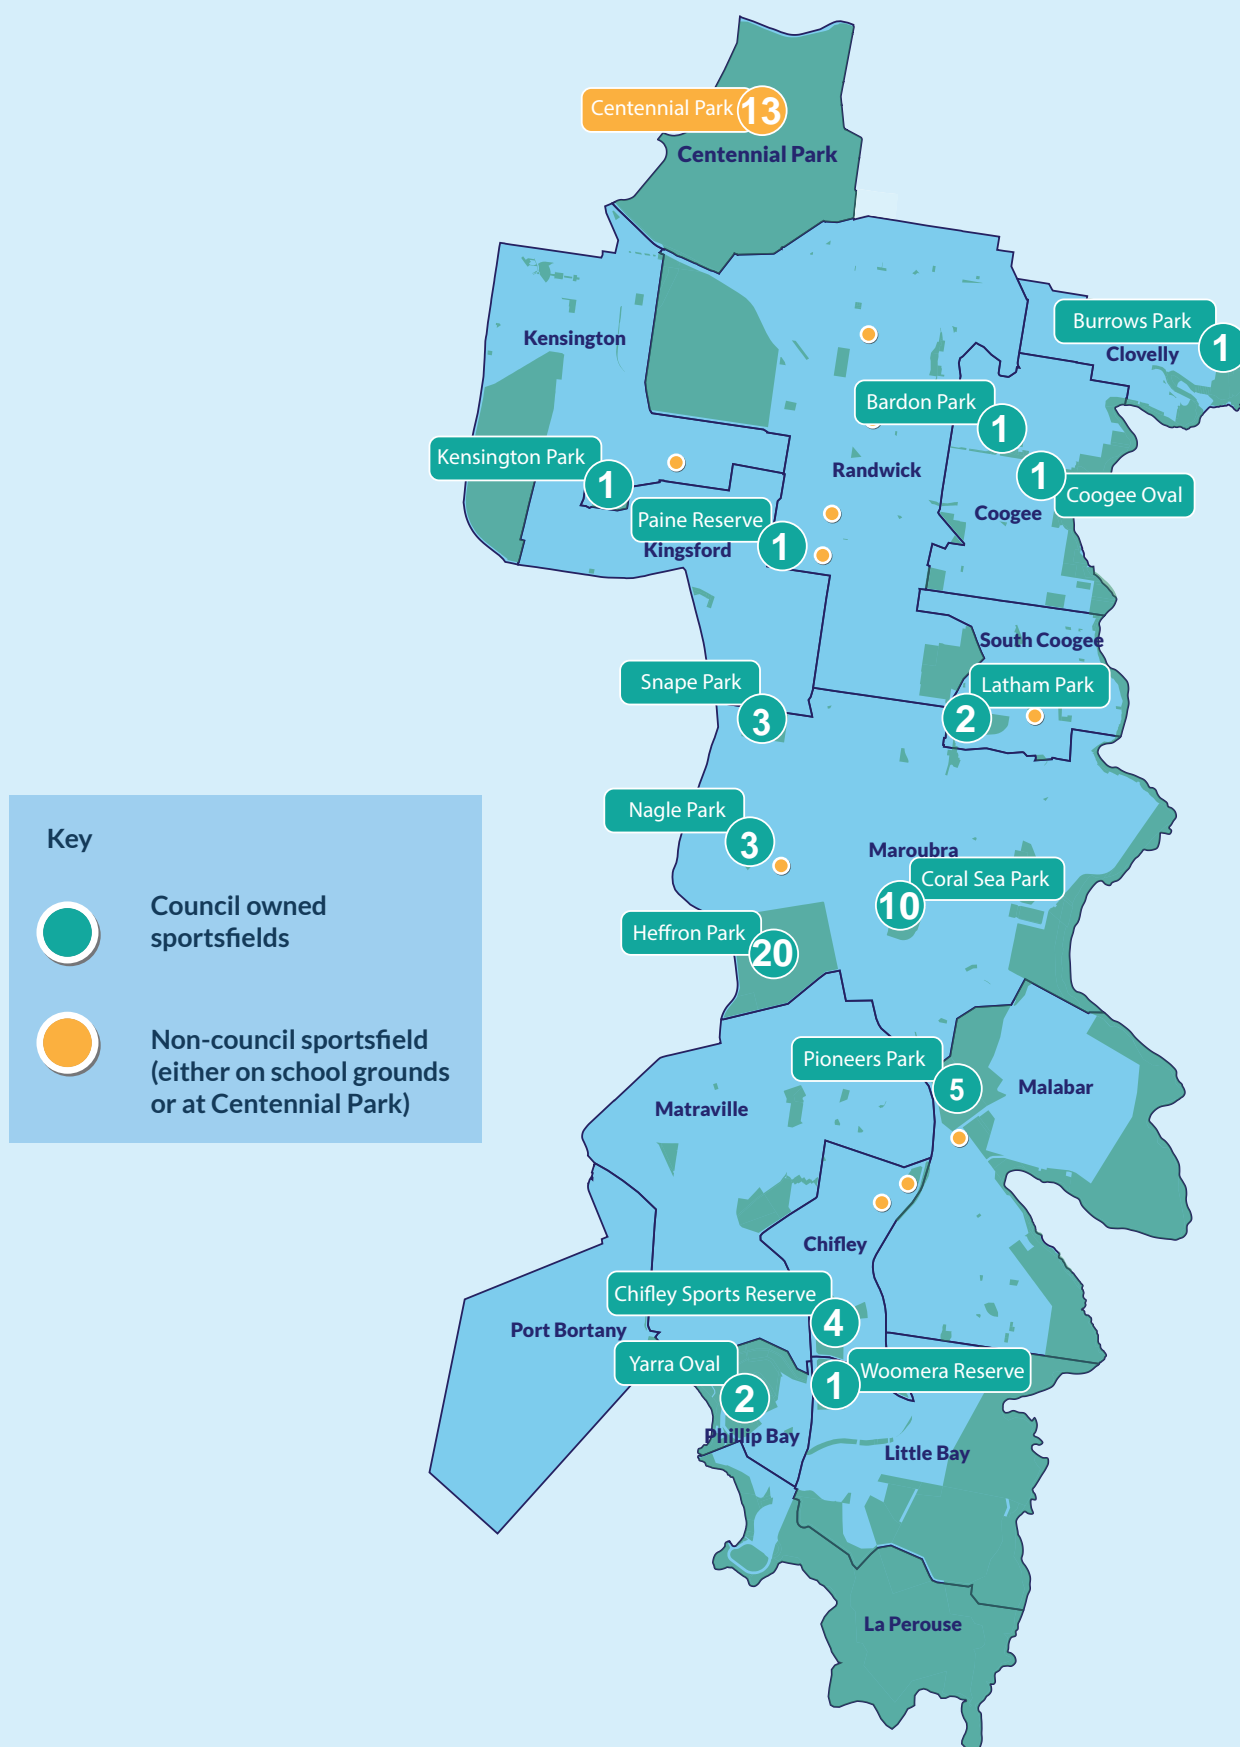 Centennial Park 13
Centennial Park
Burrows Park
1
Clovelly
Kensington
Bardon Park
1
Kensington Park
1
Randwick
1
Coogee Oval
Coogee
Paine Reserve
1
Kingsford
South Coogee
Snape Park
3
Latham Park
2
Nagle Park
3
Maroubra
Coral Sea Park
10
Heffron Park
20
Key
Council owned
sportsfields
Non-council sportsfield
(either on school grounds
or at Centennial Park)
Pioneers Park
5
Malabar
Matraville
Chifley
Chifley Sports Reserve
4
Port Bortany
Yarra Oval
2
1
Woomera Reserve
Phillip Bay
Little Bay
La Perouse